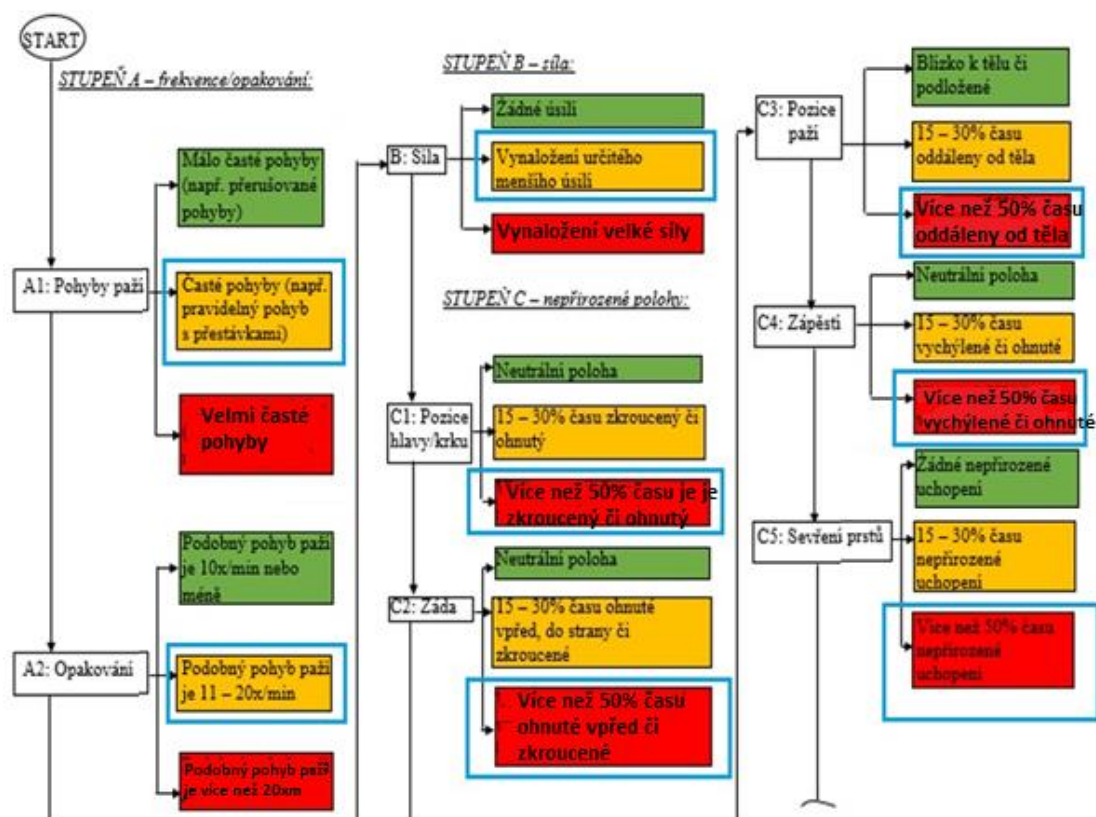 START
STUPEŇ A – frekvence/opakování:
Málo časté pohyby
(např. přerušované
pohyby)
A1: Pohyby paží
Časté pohyby (např.
pravidelný pohyb
s přestávkami)
Velmi časté
pohyby
Podobný pohyb paží
je 10x/min nebo
méně
A2: Opakování
Podobný pohyb paží
je 11 – 20x/min
Podobný pohyb paží
je více než 20xm
STUPEŇ B – síla:
Žádné úsilí
B: Síla
Vynaložení určitého
menšího úsilí
Vynaložení velké síly
STUPEŇ C – nepřirozené polohy:
Neutrální poloha
C1: Pozice
hlavy/krku
15 – 30% času zkroucený či
ohnutý
Více než 50% času je je
zkroucený či ohnutý
Neutrální poloha
C2: Záda
15 – 30% času ohnuté
vpřed, do strany či
zkroucené
Více než 50% času
ohnuté vpřed či
zkroucené
Blízko k tělu či
podložené
C3: Pozice
paží
15 – 30% času
oddáleny od těla
Více než 50% času
oddáleny od těla
Neutrální poloha
C4: Zápěstí
15 – 30% času
vychýlené či ohnuté
Více než 50% času
vychýlené či ohnuté
Žádné nepřirozené
uchopení
C5: Sevření prstů
15 – 30% času
nepřirozené
uchopení
Více než 50% času
nepřirozené
uchopení